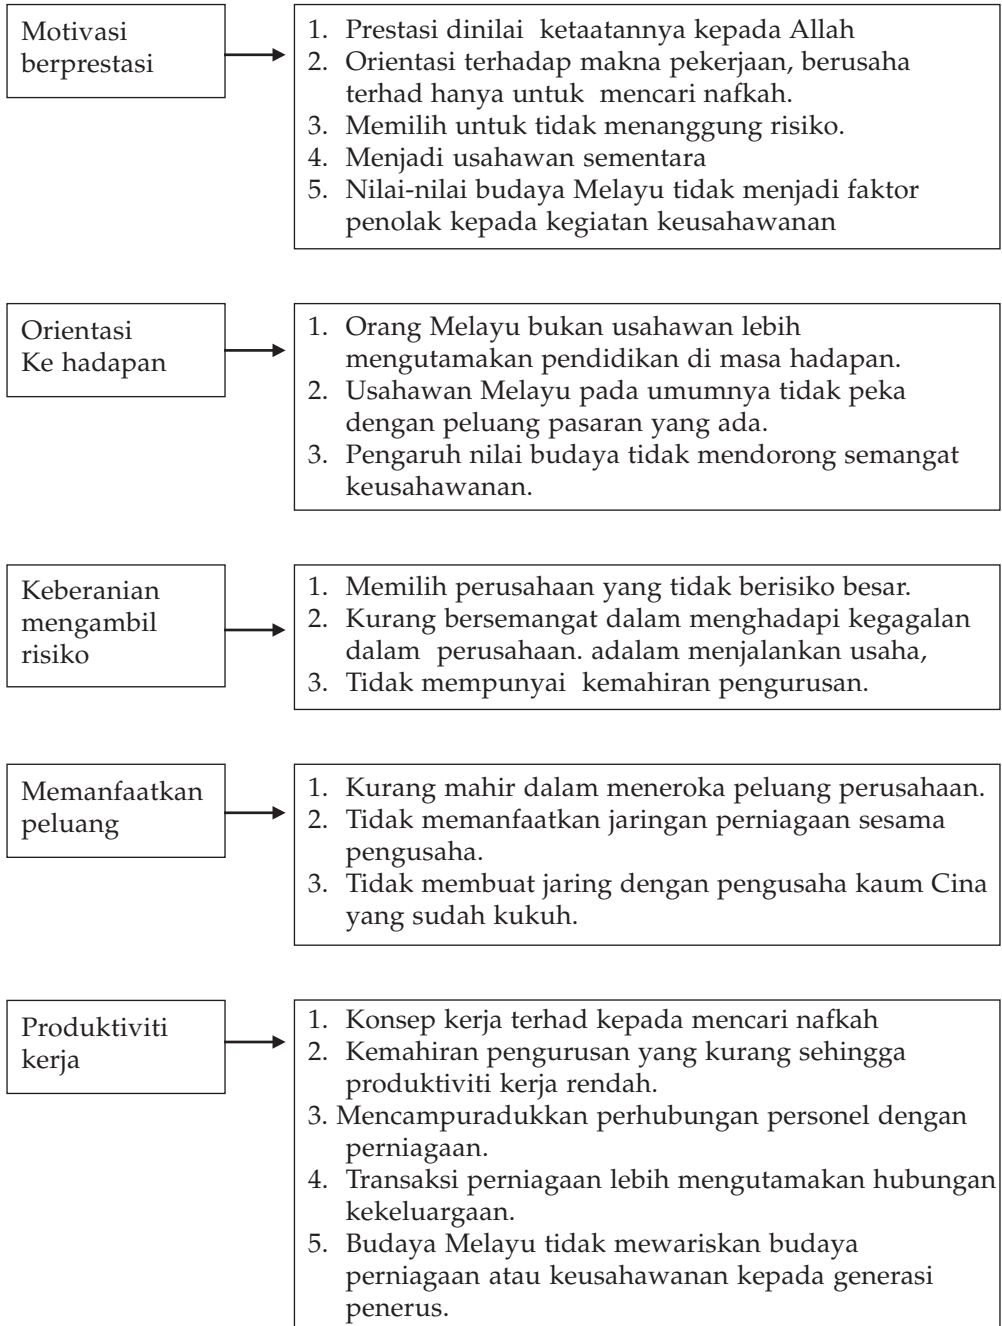 Motivasi
berprestasi
1. Prestasi dinilai ketaatannya kepada Allah
2. Orientasi terhadap makna pekerjaan, berusaha
terhad hanya untuk mencari nafkah.
3. Memilih untuk tidak menanggung risiko.
4. Menjadi usahawan sementara
5. Nilai-nilai budaya Melayu tidak menjadi faktor
penolak kepada kegiatan keusahawanan
Orientasi
Ke hadapan
1. Orang Melayu bukan usahawan lebih
mengutamakan pendidikan di masa hadapan.
2. Usahawan Melayu pada umumnya tidak peka
dengan peluang pasaran yang ada.
3. Pengaruh nilai budaya tidak mendorong semangat
keusahawanan.
Keberanian
mengambil
risiko
1. Memilih perusahaan yang tidak berisiko besar.
2. Kurang bersemangat dalam menghadapi kegagalan
dalam perusahaan. adalam menjalankan usaha,
3. Tidak mempunyai kemahiran pengurusan.
Memanfaatkan
peluang
1. Kurang mahir dalam meneroka peluang perusahaan.
2. Tidak memanfaatkan jaringan perniagaan sesama
pengusaha.
3. Tidak membuat jaring dengan pengusaha kaum Cina
yang sudah kukuh.
Produktiviti
kerja
1. Konsep kerja terhad kepada mencari nafkah
2. Kemahiran pengurusan yang kurang sehingga
produktiviti kerja rendah.
3. Mencampuradukkan perhubungan personel dengan
perniagaan.
4. Transaksi perniagaan lebih mengutamakan hubungan
kekeluargaan.
5. Budaya Melayu tidak mewariskan budaya
perniagaan atau keusahawanan kepada generasi
penerus.